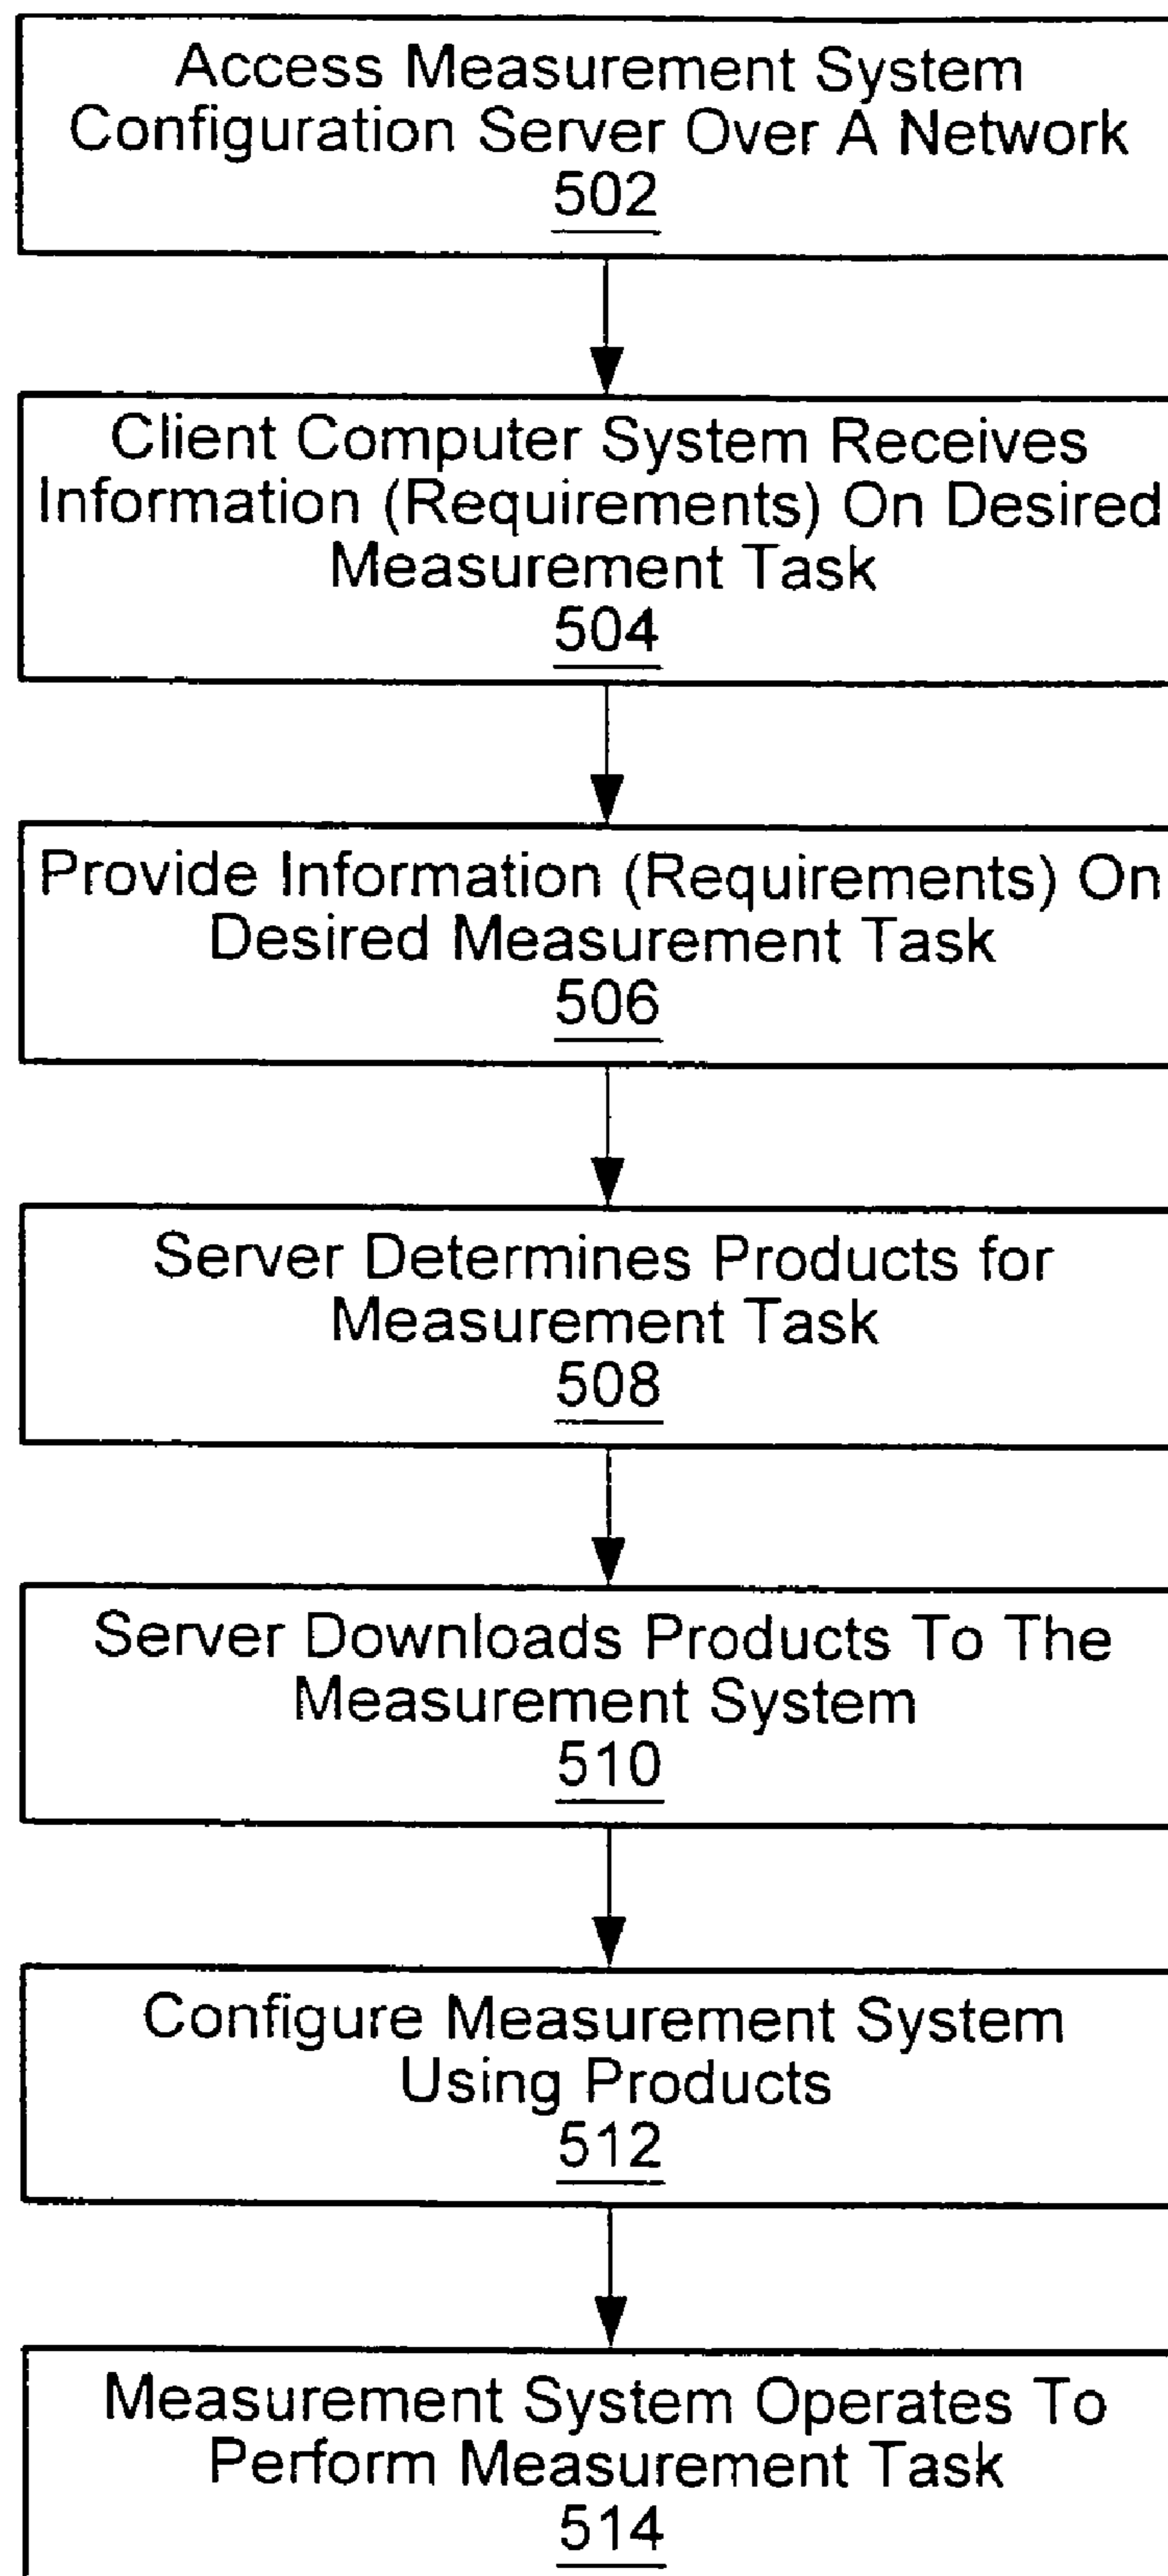 Access Measurement System
Configuration Server Over A Network
502
Client Computer System Receives
Information (Requirements) On Desired
Measurement Task
504
Provide Information (Requirements) On
Desired Measurement Task
506
Server Determines Products for
Measurement Task
508
Server Downloads Products To The
Measurement System
510
Configure Measurement System
Using Products
512
Measurement System Operates To
Perform Measurement Task
514